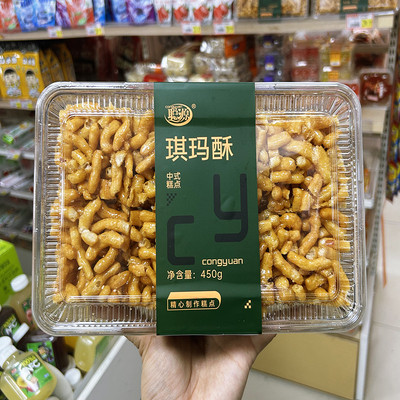 琪玛酥
中式
糕点
cy
congyuan
净含量：450g
精心制作糕点